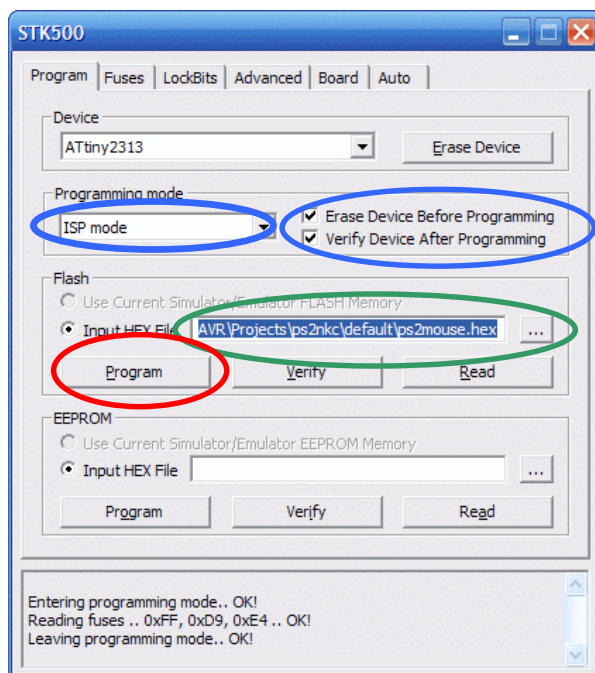 STK500
Program Fuses LockBits Advanced Board Auto
Device
ATtiny2313
Erase Device
Programming mode
ISP mode
Erase Device Before Programming
Verify Device After Programming
Flash
Use Current Simulator/Emulator FLASH Memory
Input HEX File AVR\Projects\ps2nkc\default\ps2mouse.hex ...
Program Verify Read
EEPROM
Use Current Simulator/Emulator EEPROM Memory
Input HEX File ...
Program Verify Read
Entering programming mode.. OK!
Reading fuses .. 0xFF, 0xD9, 0xE4 .. OK!
Leaving programming mode.. OK!